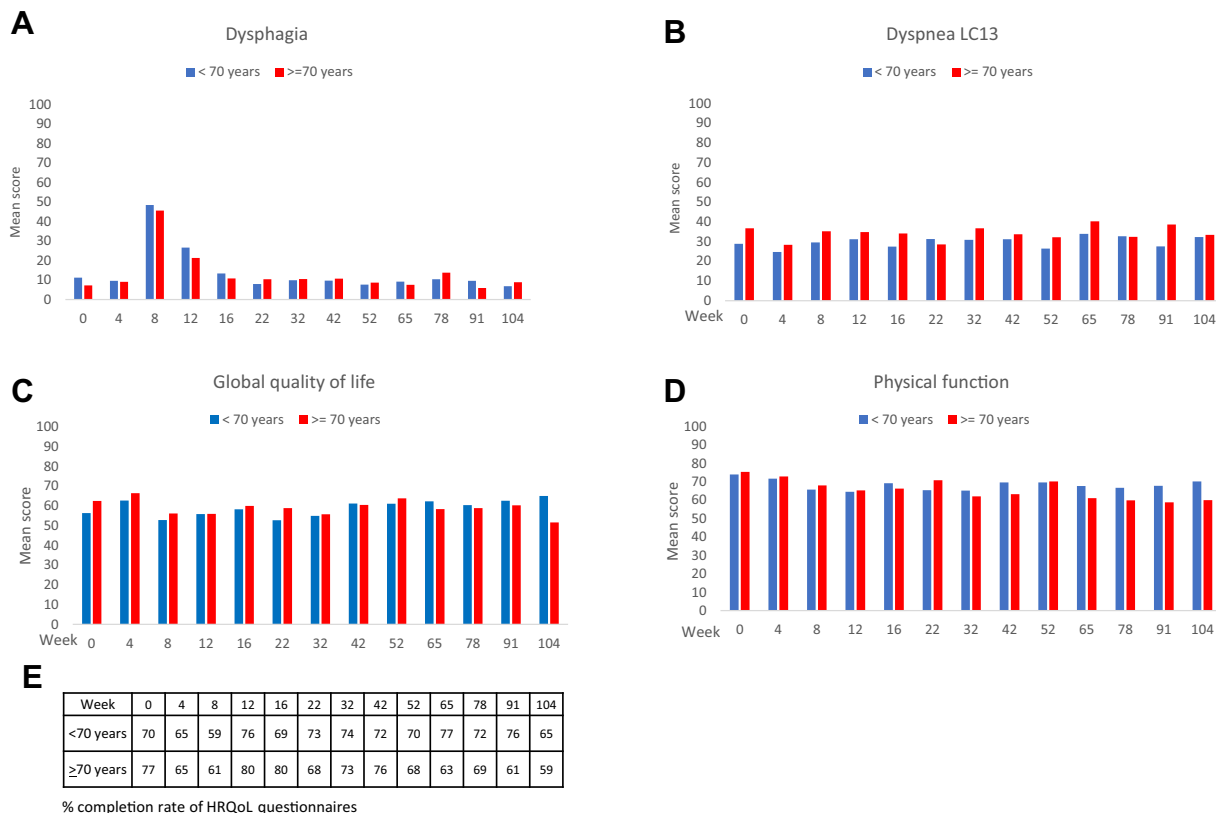 A
Dysphagia
< 70 years >=70 years
100
90
80
70
60
50
40
30
20
10
0
Mean score
0 4 8 12 16 22 32 42 52 65 78 91 104
B
Dyspnea LC13
< 70 years >= 70 years
100
90
80
70
60
50
40
30
20
10
0
Mean score
Week 0 4 8 12 16 22 32 42 52 65 78 91 104
C
Global quality of life
< 70 years >= 70 years
100
90
80
70
60
50
40
30
20
10
0
Mean score
Week 0 4 8 12 16 22 32 42 52 65 78 91 104
D
Physical function
< 70 years >= 70 years
100
90
80
70
60
50
40
30
20
10
0
Mean score
Week 0 4 8 12 16 22 32 42 52 65 78 91 104
E
Week 0 4 8 12 16 22 32 42 52 65 78 91 104
<70 years 70 65 59 76 69 73 74 72 70 77 72 76 65
≥70 years 77 65 61 80 80 68 73 76 68 63 69 61 59
% completion rate of HRQoL questionnaires